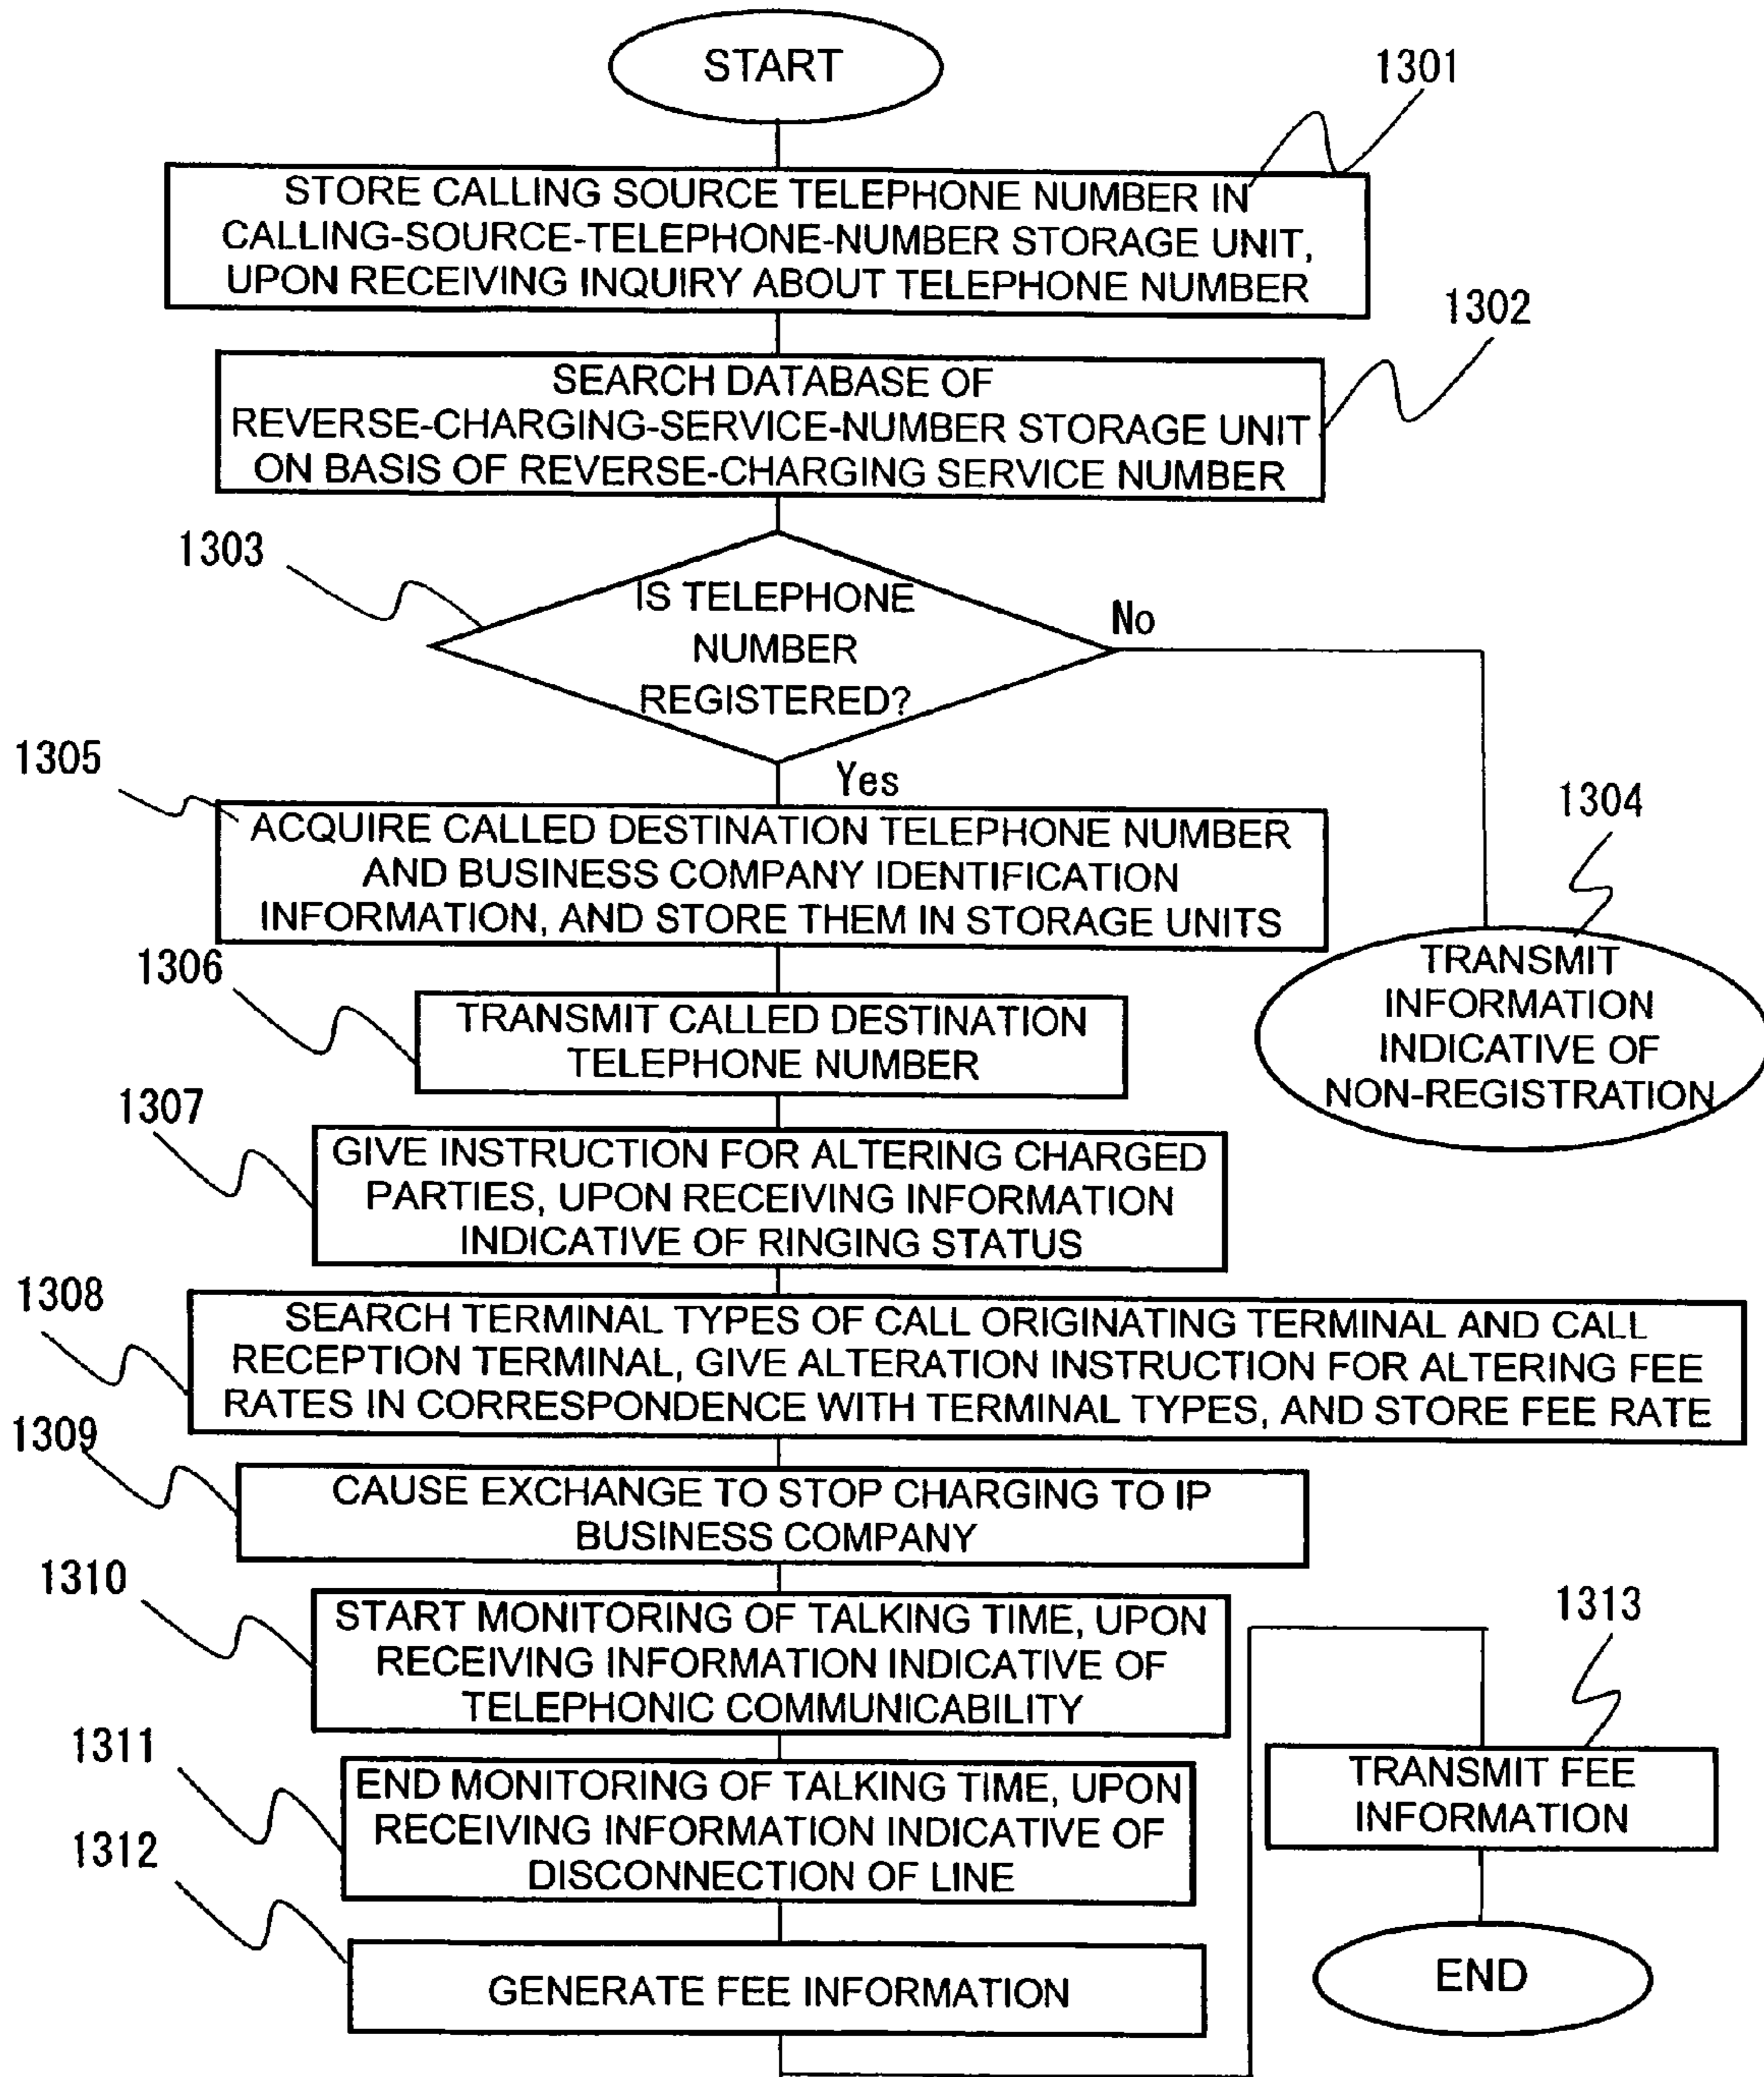 START
1301
STORE CALLING SOURCE TELEPHONE NUMBER IN
CALLING-SOURCE-TELEPHONE-NUMBER STORAGE UNIT,
UPON RECEIVING INQUIRY ABOUT TELEPHONE NUMBER
1302
SEARCH DATABASE OF
REVERSE-CHARGING-SERVICE-NUMBER STORAGE UNIT
ON BASIS OF REVERSE-CHARGING SERVICE NUMBER
1303
IS TELEPHONE
NUMBER
REGISTERED?
No
Yes
1304
TRANSMIT
INFORMATION
INDICATIVE OF
NON-REGISTRATION
1305
ACQUIRE CALLED DESTINATION TELEPHONE NUMBER
AND BUSINESS COMPANY IDENTIFICATION
INFORMATION, AND STORE THEM IN STORAGE UNITS
1306
TRANSMIT CALLED DESTINATION
TELEPHONE NUMBER
1307
GIVE INSTRUCTION FOR ALTERING CHARGED
PARTIES, UPON RECEIVING INFORMATION
INDICATIVE OF RINGING STATUS
1308
SEARCH TERMINAL TYPES OF CALL ORIGINATING TERMINAL AND CALL
RECEPTION TERMINAL, GIVE ALTERATION INSTRUCTION FOR ALTERING FEE
RATES IN CORRESPONDENCE WITH TERMINAL TYPES, AND STORE FEE RATE
1309
CAUSE EXCHANGE TO STOP CHARGING TO IP
BUSINESS COMPANY
1310
START MONITORING OF TALKING TIME, UPON
RECEIVING INFORMATION INDICATIVE OF
TELEPHONIC COMMUNICABILITY
1311
END MONITORING OF TALKING TIME, UPON
RECEIVING INFORMATION INDICATIVE OF
DISCONNECTION OF LINE
1312
GENERATE FEE INFORMATION
1313
TRANSMIT FEE
INFORMATION
END